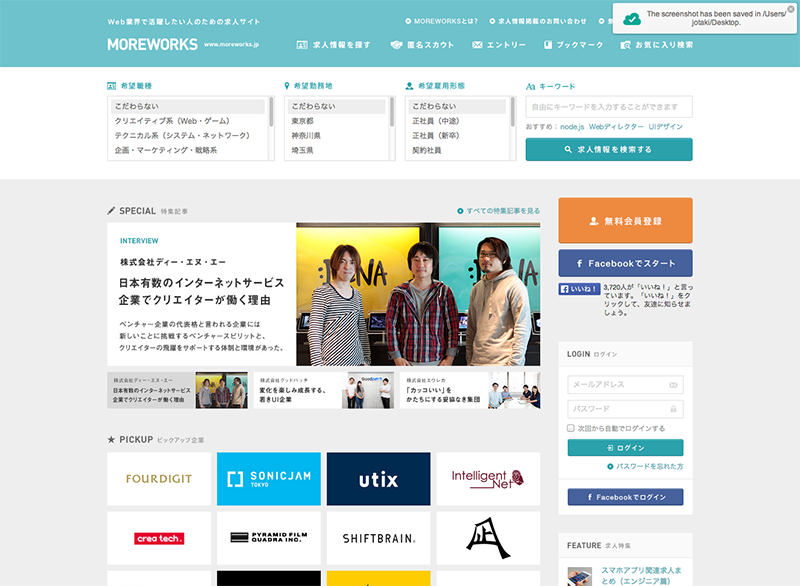 Web業界で活躍したい人のための求人サイト
MOREWORKSとは?
求人情報掲載のお問い合わせ
The screenshot has been saved in /Users/
jotaki/Desktop.
MOREWORKS www.moreworks.jp
求人情報を探す
匿名スカウト
エントリー
ブックマーク
お気に入り検索
希望職種
こだわらない
クリエイティブ系(Web・ゲーム)
テクニカル系(システム・ネットワーク)
企画・マーケティング・戦略系
希望勤務地
こだわらない
東京都
神奈川県
埼玉県
希望雇用形態
こだわらない
正社員(中途)
正社員(新卒)
契約社員
Aa キーワード
自由にキーワードを入力することができます
おすすめ: node.js Webディレクター UIデザイン
求人情報を検索する
SPECIAL 特集記事
すべての特集記事を見る
INTERVIEW
株式会社ディー・エヌ・エー
日本有数のインターネットサービス
企業でクリエイターが働く理由
ベンチャー企業の代表格と言われる企業には
新しいことに挑戦するベンチャースピリットと、
クリエイターの飛躍をサポートする体制と環境があった。
:DeNA
株式会社ディー・エヌ・エー
日本有数のインターネットサービス
企業でクリエイターが働く理由
株式会社グッドパッチ
変化を楽しみ成長する、
若きUI企業
Goodpatch
株式会社エウレカ
「カッコいい」を
かたちにする妥協なき集団
PICKUP ピックアップ企業
FOURDIGIT
SONICJAM
TOKYO
utix
Intelligent
Net
crea tech.
PYRAMID FILM
QUADRA INC.
SHIFTBRAIN
無料会員登録
Facebookでスタート
いいね!
3,720人が「いいね!」と言っ
ています。「いいね!」をク
リックして、友達に知らせま
しょう。
LOGIN ログイン
メールアドレス
パスワード
次回から自動でログインする
ログイン
パスワードを忘れた方
Facebookでログイン
FEATURE 求人特集
スマホアプリ関連求人ま
とめ(エンジニア篇)